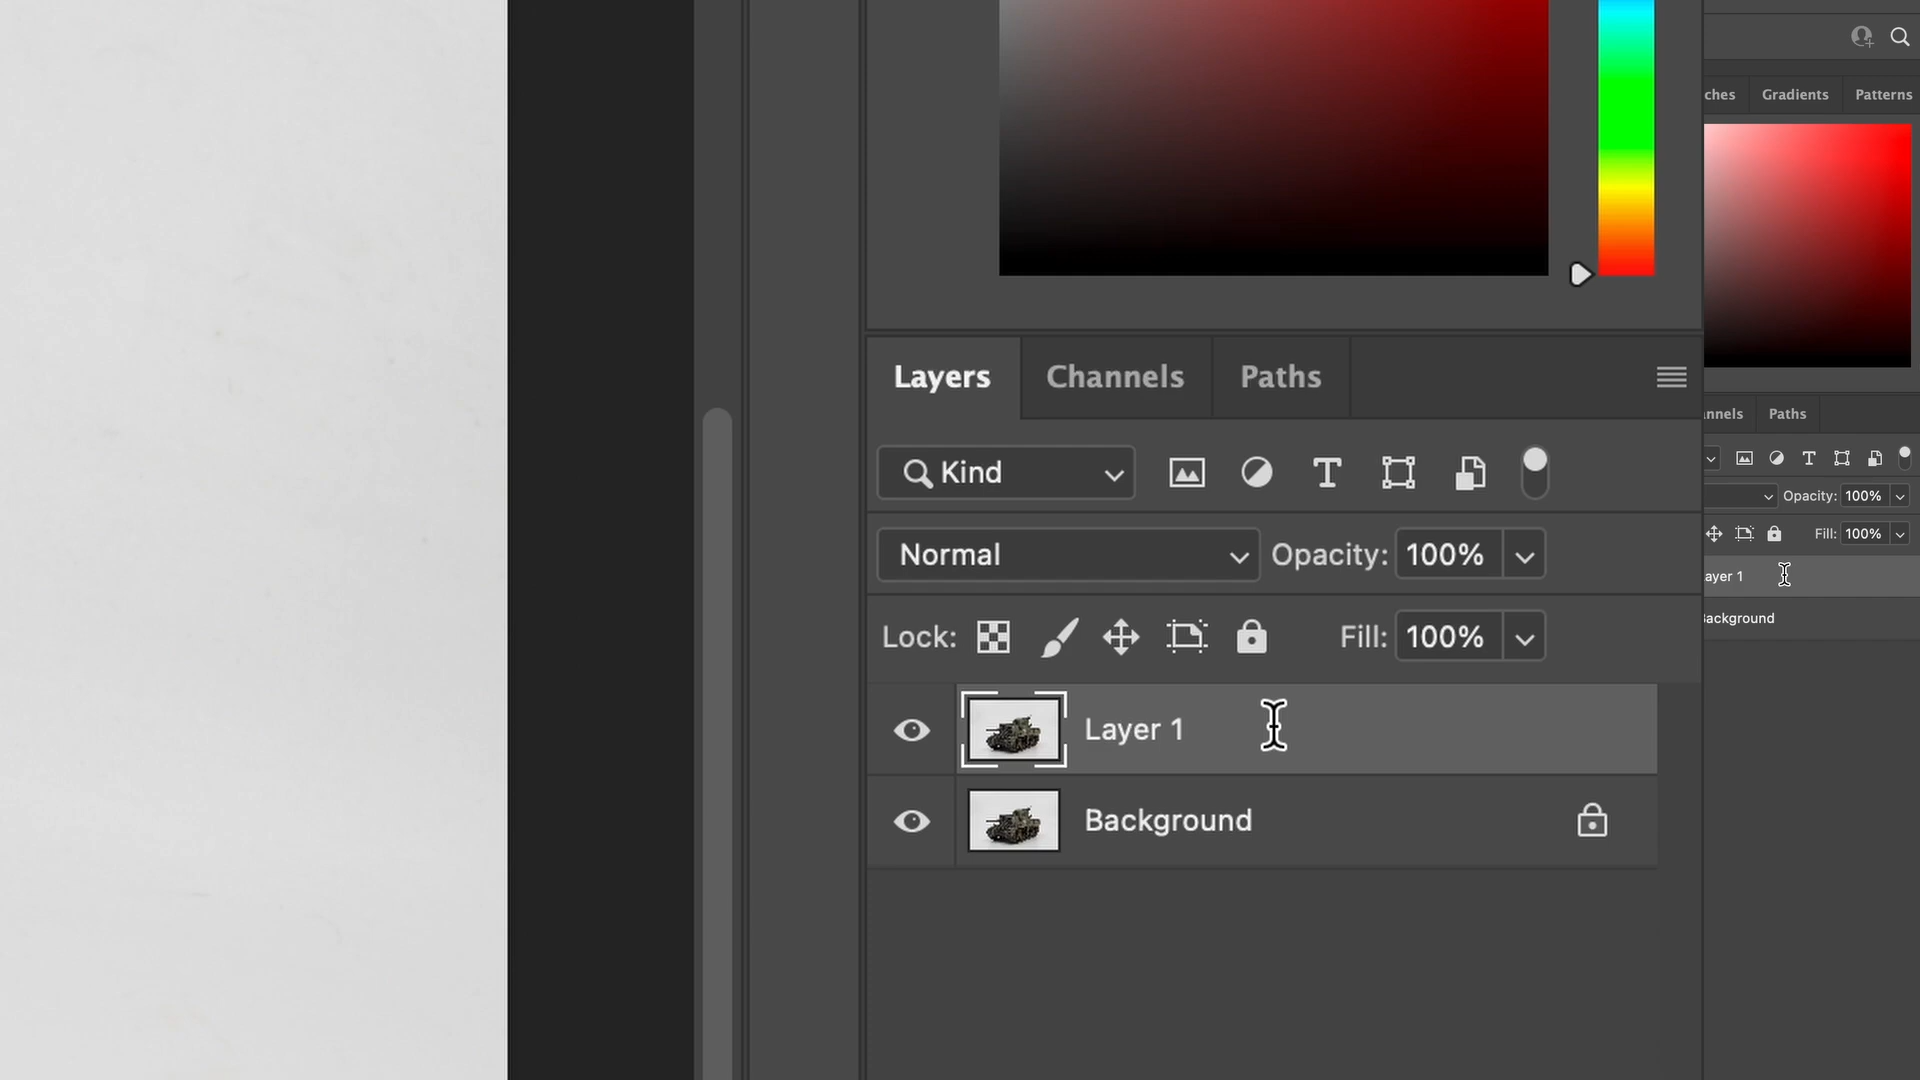 Layers Channels Paths
Kind
Normal Opacity: 100%
Lock: Fill: 100%
Layer 1
Background
ches Gradients Patterns
nnels Paths
Opacity: 100%
Fill: 100%
ayer 1
Background